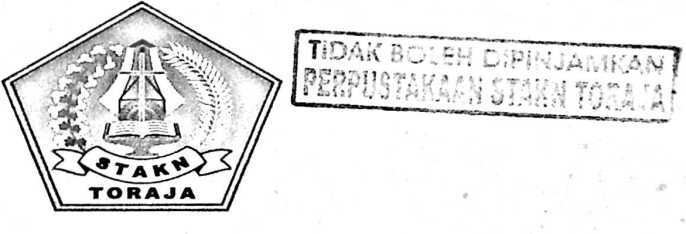 STAKN
TORAJA
TIDAK BOLEH DIPINJAMKAN
PERPUSTAKAAN STAKN TORAJA